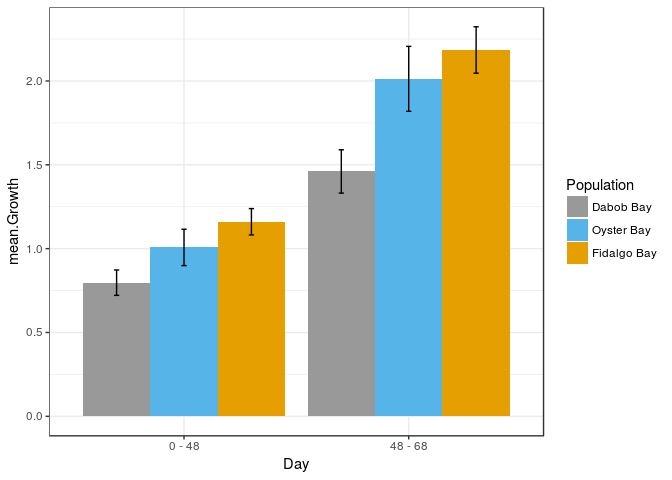 mean.Growth
2.0
1.5
1.0
0.5
0.0
0 - 48
48 - 68
Day
Population
Dabob Bay
Oyster Bay
Fidalgo Bay